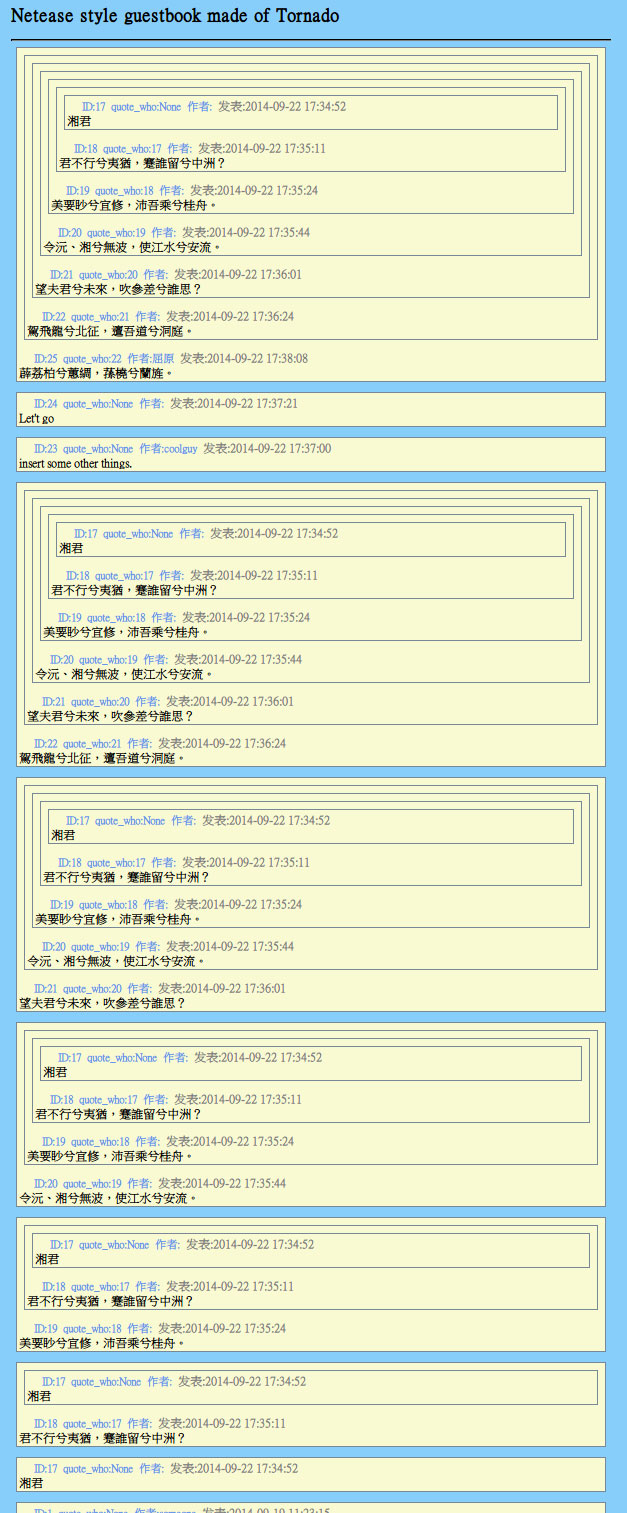 Netease style guestbook made of Tornado
ID:17 quote_who:None 作者: 发表:2014-09-22 17:34:52
湘君
ID:18 quote_who:17 作者: 发表:2014-09-22 17:35:11
君不行兮夷猶，蹇誰留兮中洲？
ID:19 quote_who:18 作者: 发表:2014-09-22 17:35:24
美要眇兮宜修，沛吾乘兮桂舟。
ID:20 quote_who:19 作者: 发表:2014-09-22 17:35:44
令沅、湘兮無波，使江水兮安流。
ID:21 quote_who:20 作者: 发表:2014-09-22 17:36:01
望夫君兮未來，吹參差兮誰思？
ID:22 quote_who:21 作者: 发表:2014-09-22 17:36:24
駕飛龍兮北征，邅吾道兮洞庭。
ID:25 quote_who:22 作者:屈原 发表:2014-09-22 17:38:08
薜荔柏兮蕙綢，蓀橈兮蘭旌。
ID:24 quote_who:None 作者: 发表:2014-09-22 17:37:21
Let't go
ID:23 quote_who:None 作者:coolguy 发表:2014-09-22 17:37:00
insert some other things.
ID:17 quote_who:None 作者: 发表:2014-09-22 17:34:52
湘君
ID:18 quote_who:17 作者: 发表:2014-09-22 17:35:11
君不行兮夷猶，蹇誰留兮中洲？
ID:19 quote_who:18 作者: 发表:2014-09-22 17:35:24
美要眇兮宜修，沛吾乘兮桂舟。
ID:20 quote_who:19 作者: 发表:2014-09-22 17:35:44
令沅、湘兮無波，使江水兮安流。
ID:21 quote_who:20 作者: 发表:2014-09-22 17:36:01
望夫君兮未來，吹參差兮誰思？
ID:22 quote_who:21 作者: 发表:2014-09-22 17:36:24
駕飛龍兮北征，邅吾道兮洞庭。
ID:17 quote_who:None 作者: 发表:2014-09-22 17:34:52
湘君
ID:18 quote_who:17 作者: 发表:2014-09-22 17:35:11
君不行兮夷猶，蹇誰留兮中洲？
ID:19 quote_who:18 作者: 发表:2014-09-22 17:35:24
美要眇兮宜修，沛吾乘兮桂舟。
ID:20 quote_who:19 作者: 发表:2014-09-22 17:35:44
令沅、湘兮無波，使江水兮安流。
ID:21 quote_who:20 作者: 发表:2014-09-22 17:36:01
望夫君兮未來，吹參差兮誰思？
ID:17 quote_who:None 作者: 发表:2014-09-22 17:34:52
湘君
ID:18 quote_who:17 作者: 发表:2014-09-22 17:35:11
君不行兮夷猶，蹇誰留兮中洲？
ID:19 quote_who:18 作者: 发表:2014-09-22 17:35:24
美要眇兮宜修，沛吾乘兮桂舟。
ID:20 quote_who:19 作者: 发表:2014-09-22 17:35:44
令沅、湘兮無波，使江水兮安流。
ID:17 quote_who:None 作者: 发表:2014-09-22 17:34:52
湘君
ID:18 quote_who:17 作者: 发表:2014-09-22 17:35:11
君不行兮夷猶，蹇誰留兮中洲？
ID:19 quote_who:18 作者: 发表:2014-09-22 17:35:24
美要眇兮宜修，沛吾乘兮桂舟。
ID:17 quote_who:None 作者: 发表:2014-09-22 17:34:52
湘君
ID:18 quote_who:17 作者: 发表:2014-09-22 17:35:11
君不行兮夷猶，蹇誰留兮中洲？
ID:17 quote_who:None 作者: 发表:2014-09-22 17:34:52
湘君